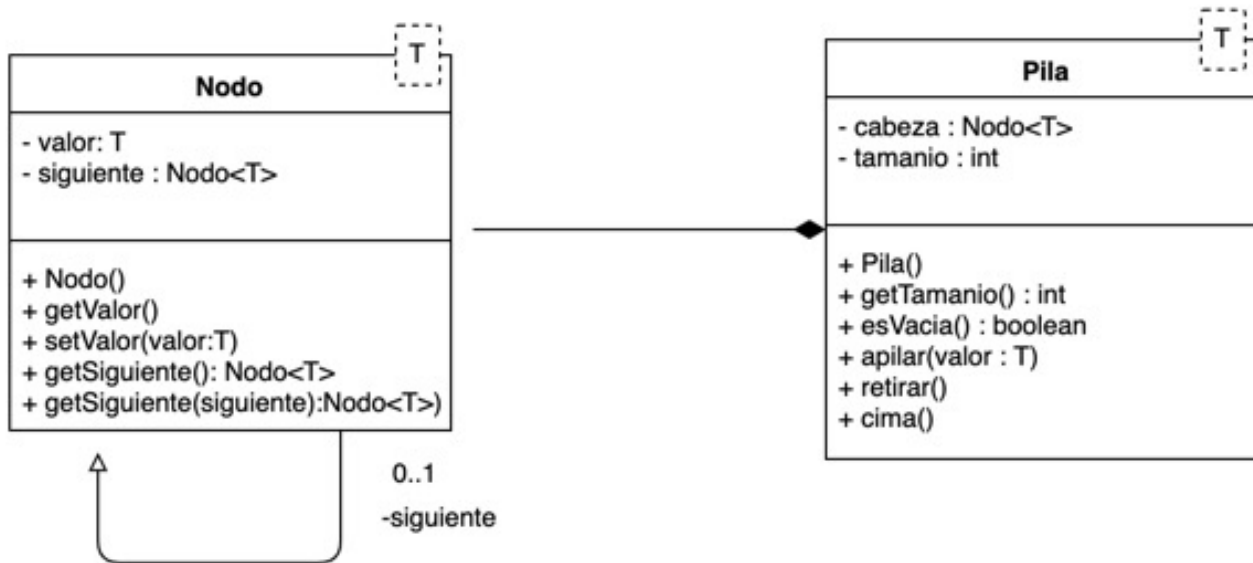 T
Nodo
- valor: T
- siguiente : Nodo<T>
+ Nodo()
+ getValor()
+ setValor(valor:T)
+ getSiguiente(): Nodo<T>
+ getSiguiente(siguiente):Nodo<T>)
0..1
-siguiente
T
Pila
- cabeza : Nodo<T>
- tamanio : int
+ Pila()
+ getTamanio() : int
+ esVacia() : boolean
+ apilar(valor : T)
+ retirar()
+ cima()